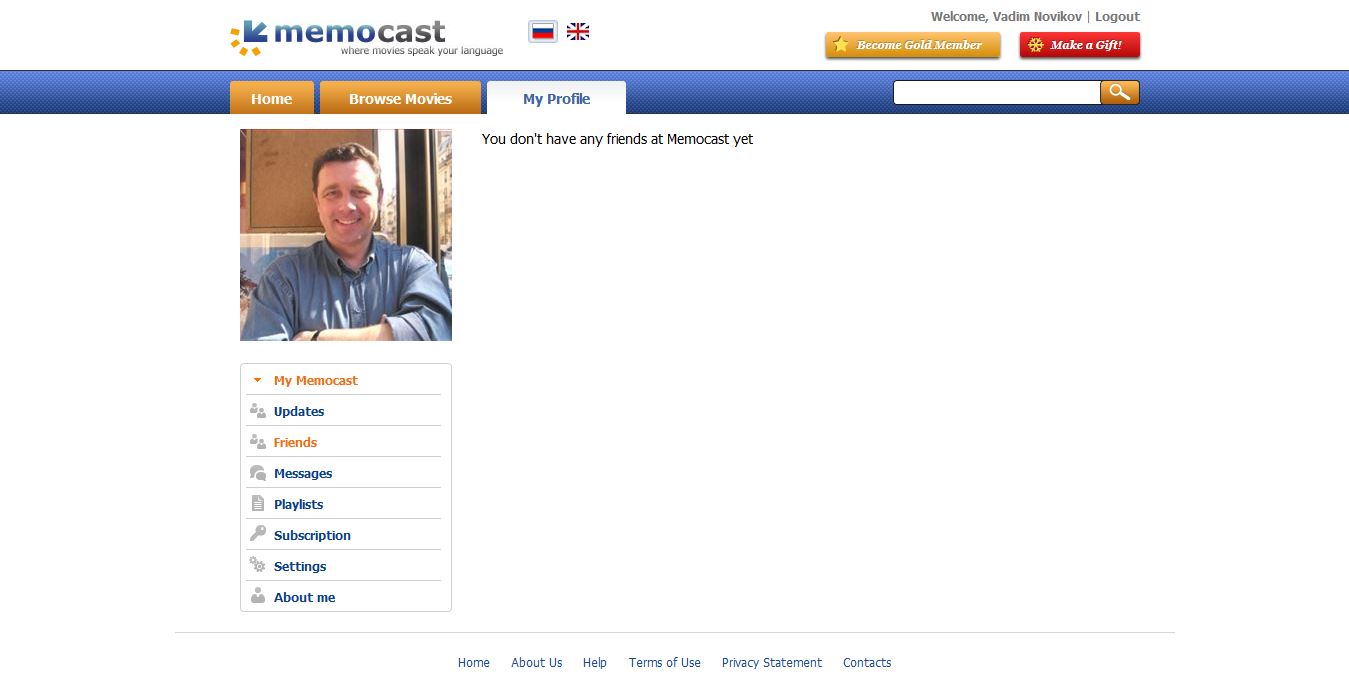 memocast
where movies speak your language
Welcome, Vadim Novikov | Logout
Become Gold Member
Make a Gift!
Home
Browse Movies
My Profile
You don't have any friends at Memocast yet
My Memocast
Updates
Friends
Messages
Playlists
Subscription
Settings
About me
Home About Us Help Terms of Use Privacy Statement Contacts